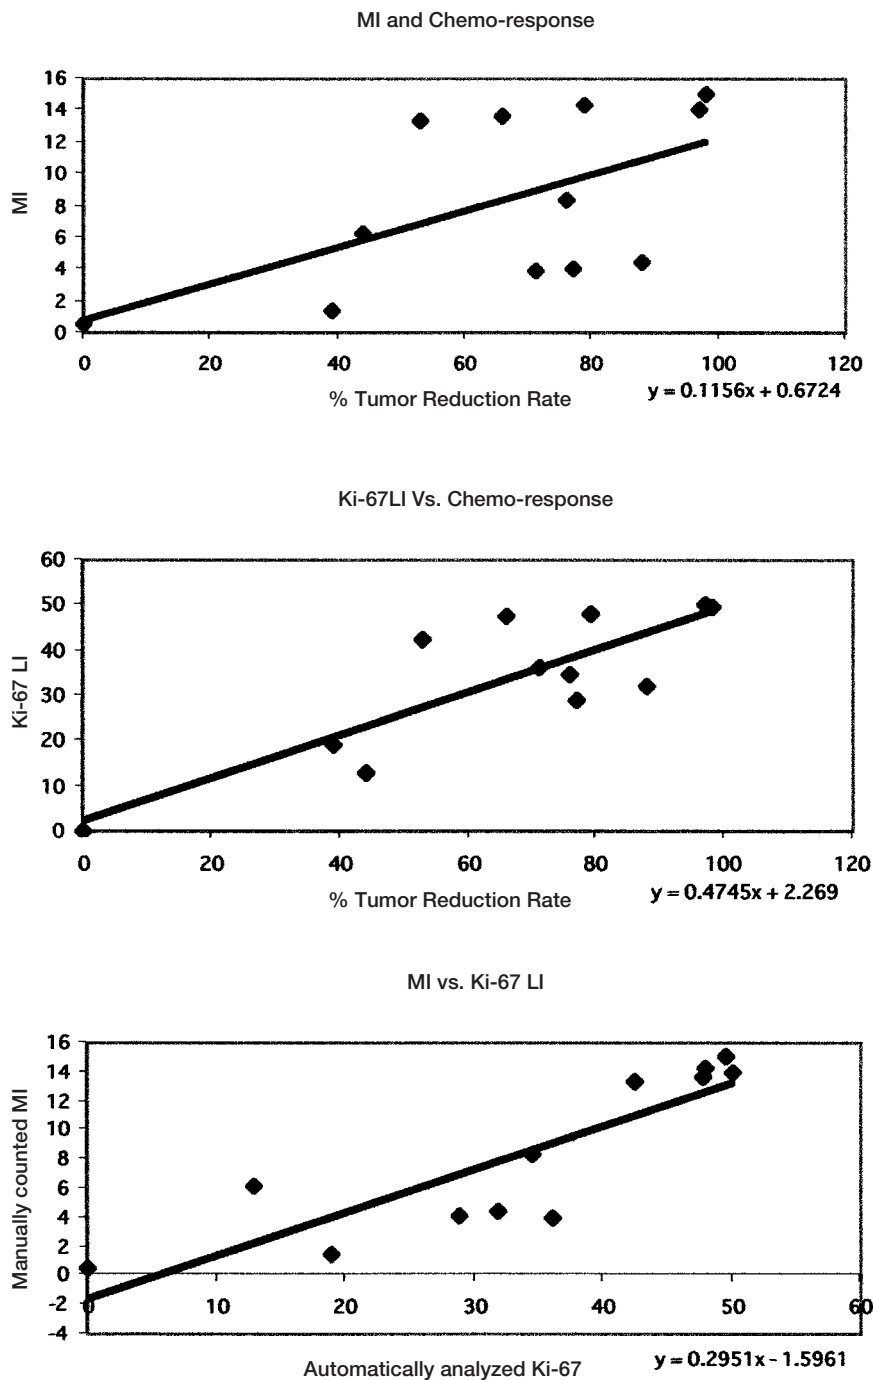 MI and Chemo-response
16
14
12
10
8
6
4
2
0
MI
0 20 40 60 80 100 120
% Tumor Reduction Rate
y = 0.1156x + 0.6724
Ki-67LI Vs. Chemo-response
60
50
40
30
20
10
0
Ki-67 LI
0 20 40 60 80 100 120
% Tumor Reduction Rate
y = 0.4745x + 2.269
MI vs. Ki-67 LI
16
14
12
10
8
6
4
2
0
-2
-4
Manually counted MI
0 10 20 30 40 50 60
Automatically analyzed Ki-67
y = 0.2951x - 1.5961